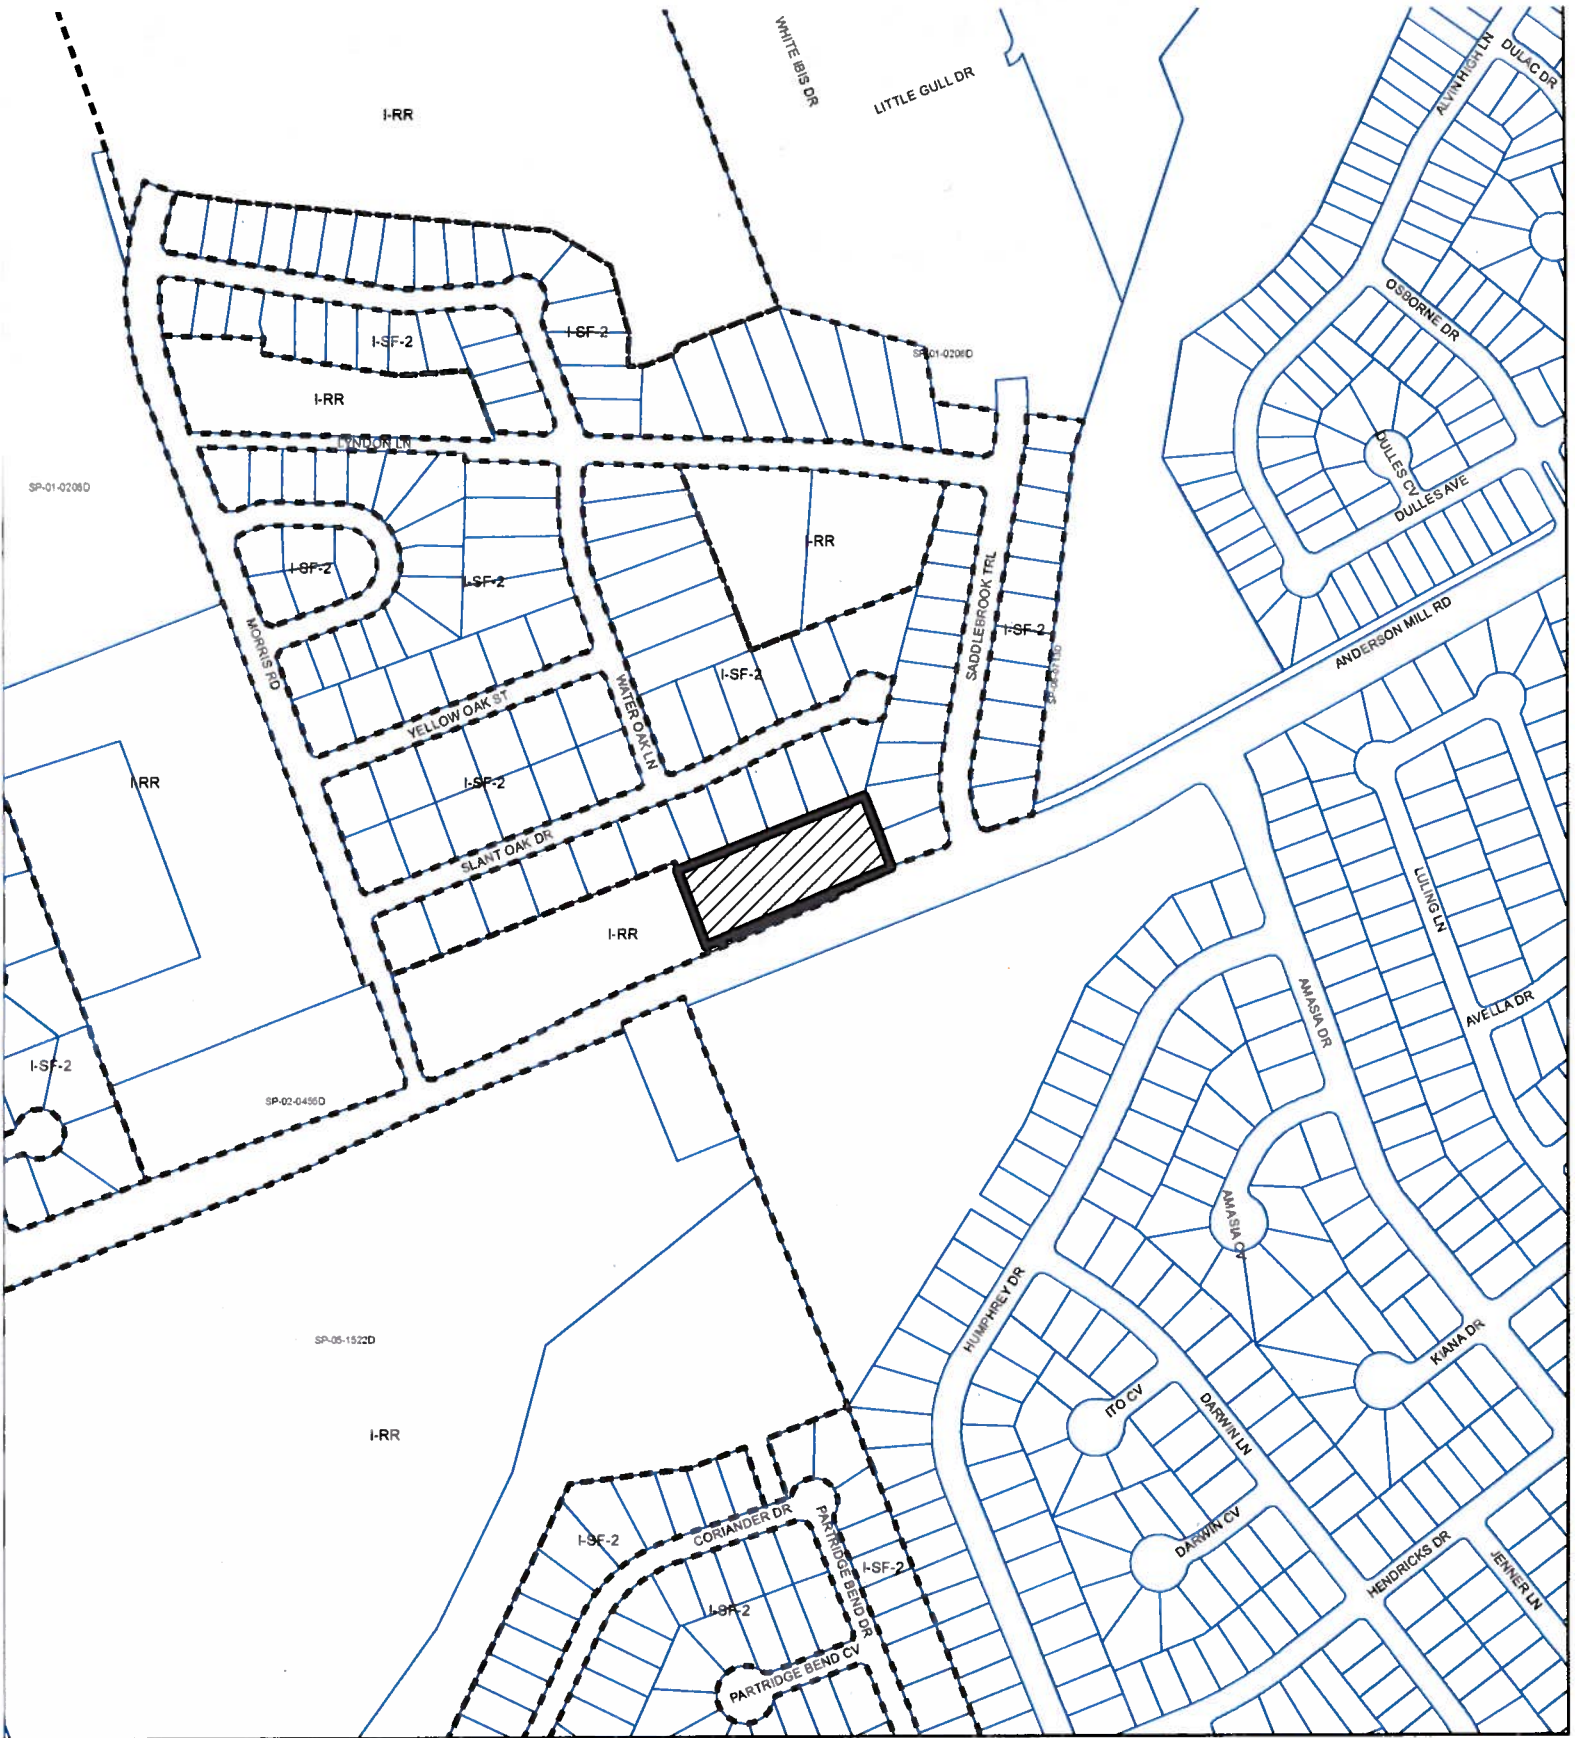 WHITE IBIS DR
LITTLE GULL DR
ALVIN HIGH LN
DULAC DR
I-RR
OSBORNE DR
I-SF-2
I-SF-2
SP-01-0206D
I-RR
LYNDON LN
DULLES CV
DULLES AVE
SP-01-0206D
I-RR
I-SF-2
I-SF-2
SADDLEBROOK TRL
I-SF-2
ANDERSON MILL RD
MORRIS RD
I-SF-2
WATER OAK LN
YELLOW OAK ST
I-RR
I-SF-2
SLANT OAK DR
LULING LN
I-RR
AMASIA DR
AVELLA DR
I-SF-2
SP-02-0456D
AMASIA CV
HUMPHREY DR
SP-05-1522D
KIANA DR
ITO CV
DARWIN LN
I-RR
CORIANDER DR
PARTRIDGE BEND DR
I-SF-2
I-SF-2
DARWIN CV
HENDRICKS DR
JENNER LN
I-SF-2
PARTRIDGE BEND CV